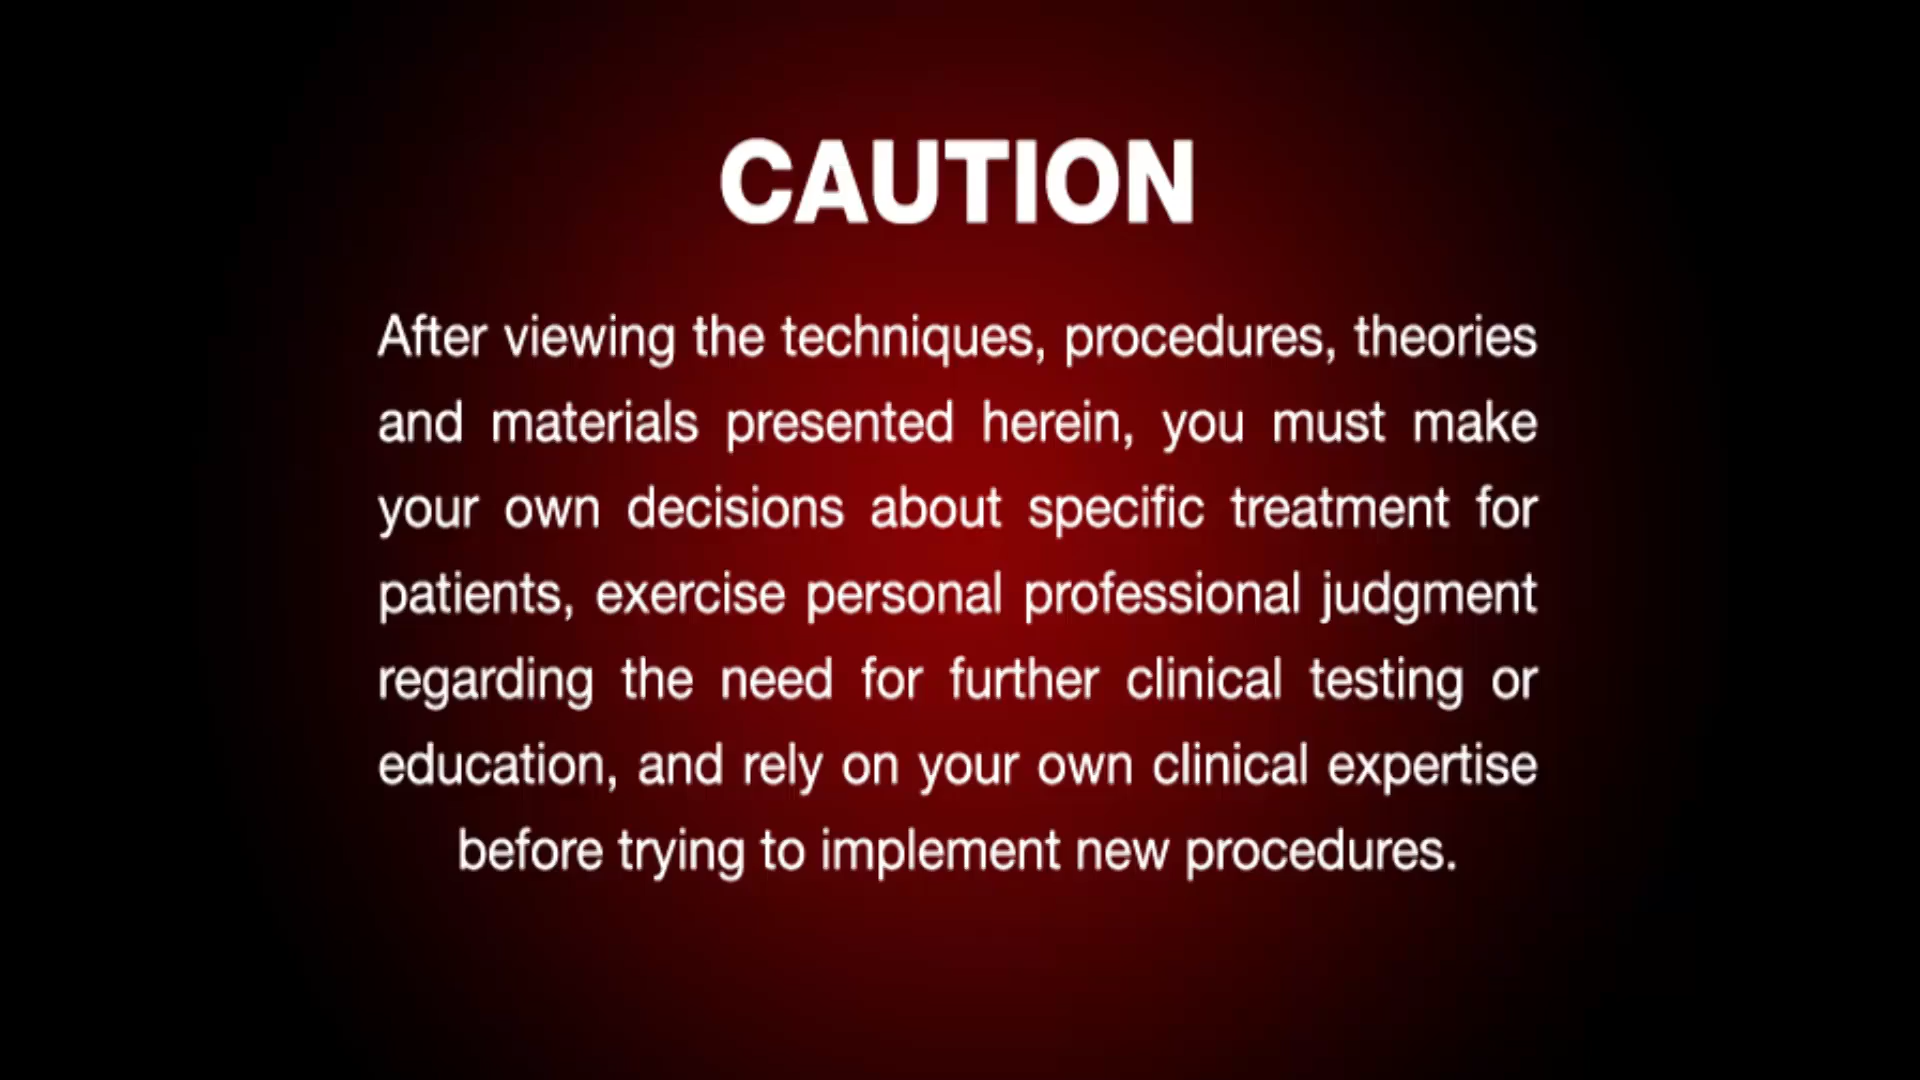 CAUTION
After viewing the techniques, procedures, theories
and materials presented herein, you must make
your own decisions about specific treatment for
patients, exercise personal professional judgment
regarding the need for further clinical testing or
education, and rely on your own clinical expertise
before trying to implement new procedures.